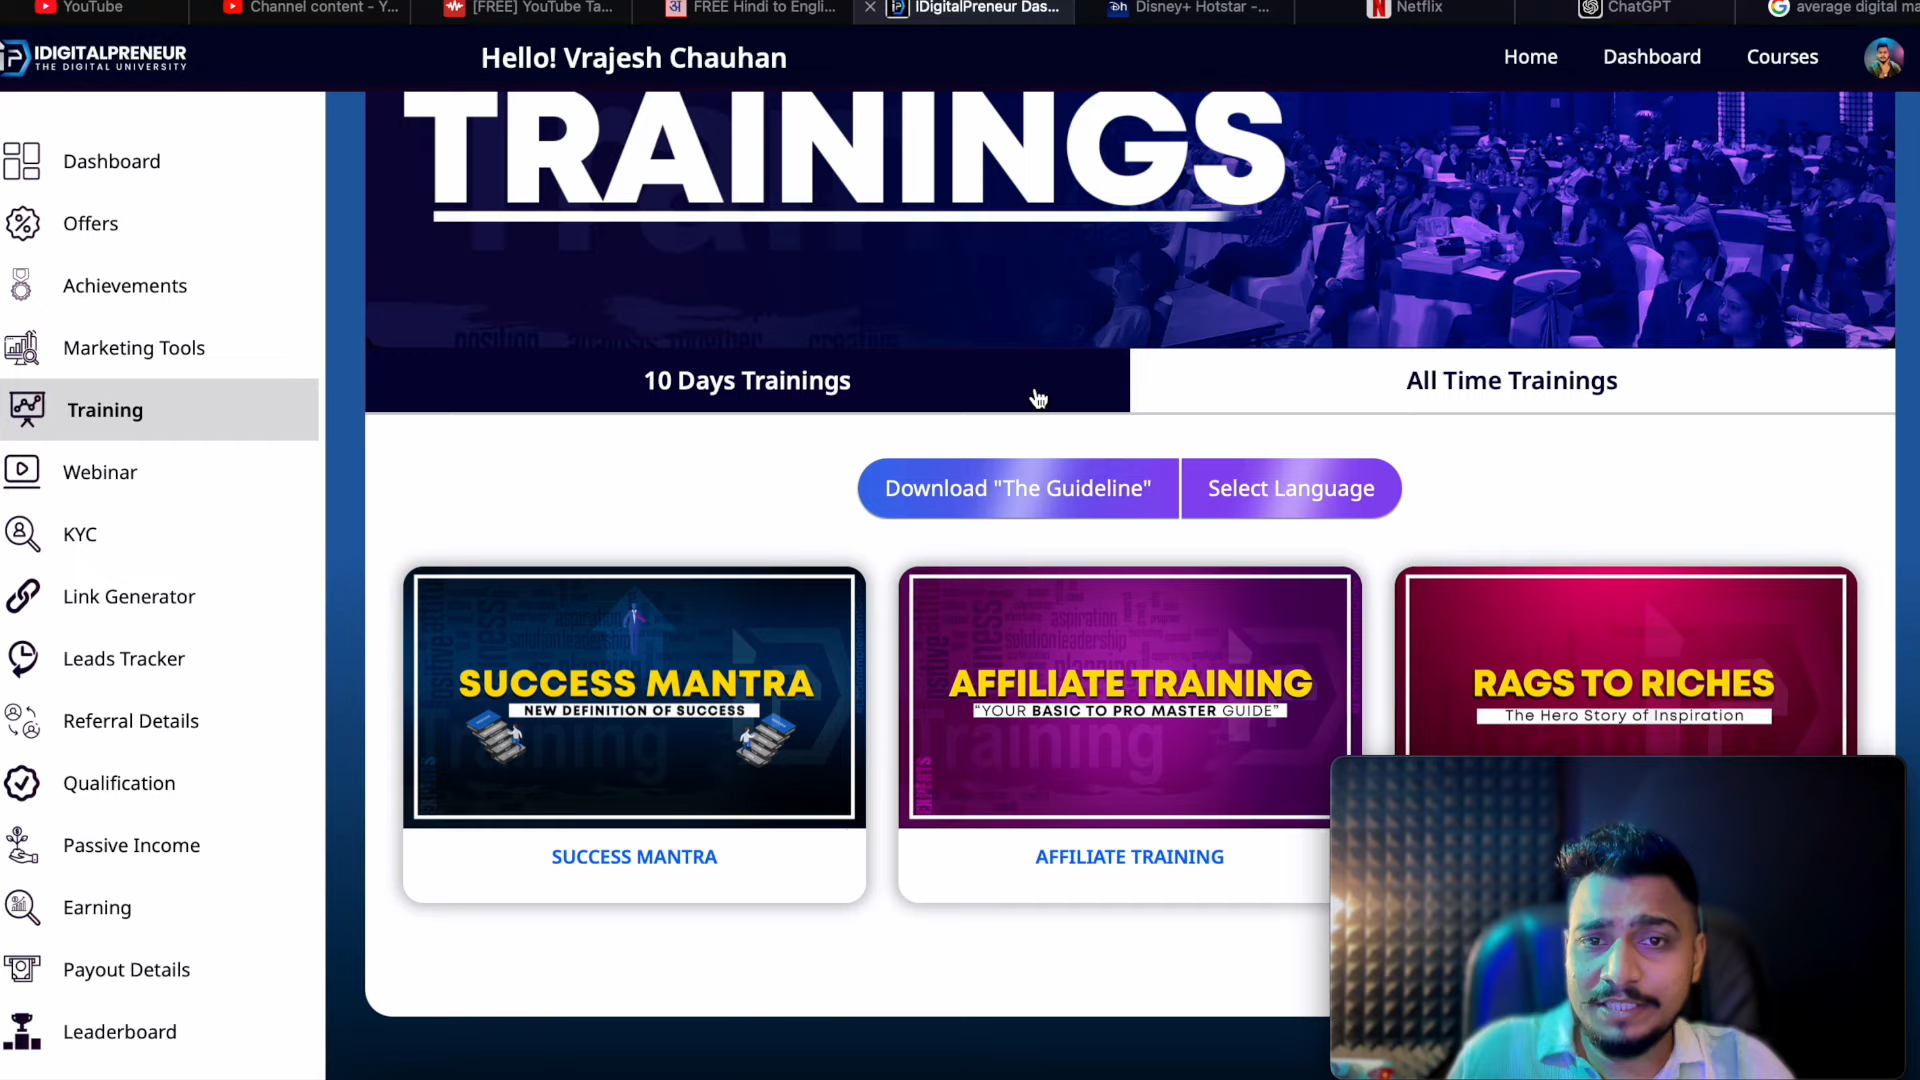 YouTube
Channel content - Y...
[FREE] YouTube Ta...
अ
FREE Hindi to Engli...
IDigitalPreneur Das...
Disney+ Hotstar -...
Netflix
ChatGPT
average digital ma
IDIGITALPRENEUR
THE DIGITAL UNIVERSITY
Hello! Vrajesh Chauhan
Home
Dashboard
Courses
Dashboard
Offers
Achievements
Marketing Tools
Training
Webinar
KYC
Link Generator
Leads Tracker
Referral Details
Qualification
Passive Income
Earning
Payout Details
Leaderboard
TRAININGS
10 Days Trainings
All Time Trainings
Download "The Guideline"
Select Language
SUCCESS MANTRA
NEW DEFINITION OF SUCCESS
SUCCESS MANTRA
AFFILIATE TRAINING
"YOUR BASIC TO PRO MASTER GUIDE"
AFFILIATE TRAINING
RAGS TO RICHES
The Hero Story of Inspiration